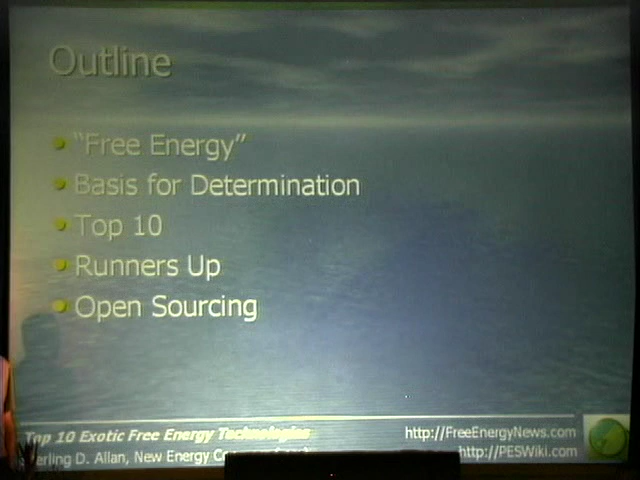 Outline
"Free Energy"
Basis for Determination
Top 10
Runners Up
Open Sourcing
Top 10 Exotic Free Energy Technologies
http://FreeEnergyNews.com
erling D. Allan, New Energy
http://PESWiki.com